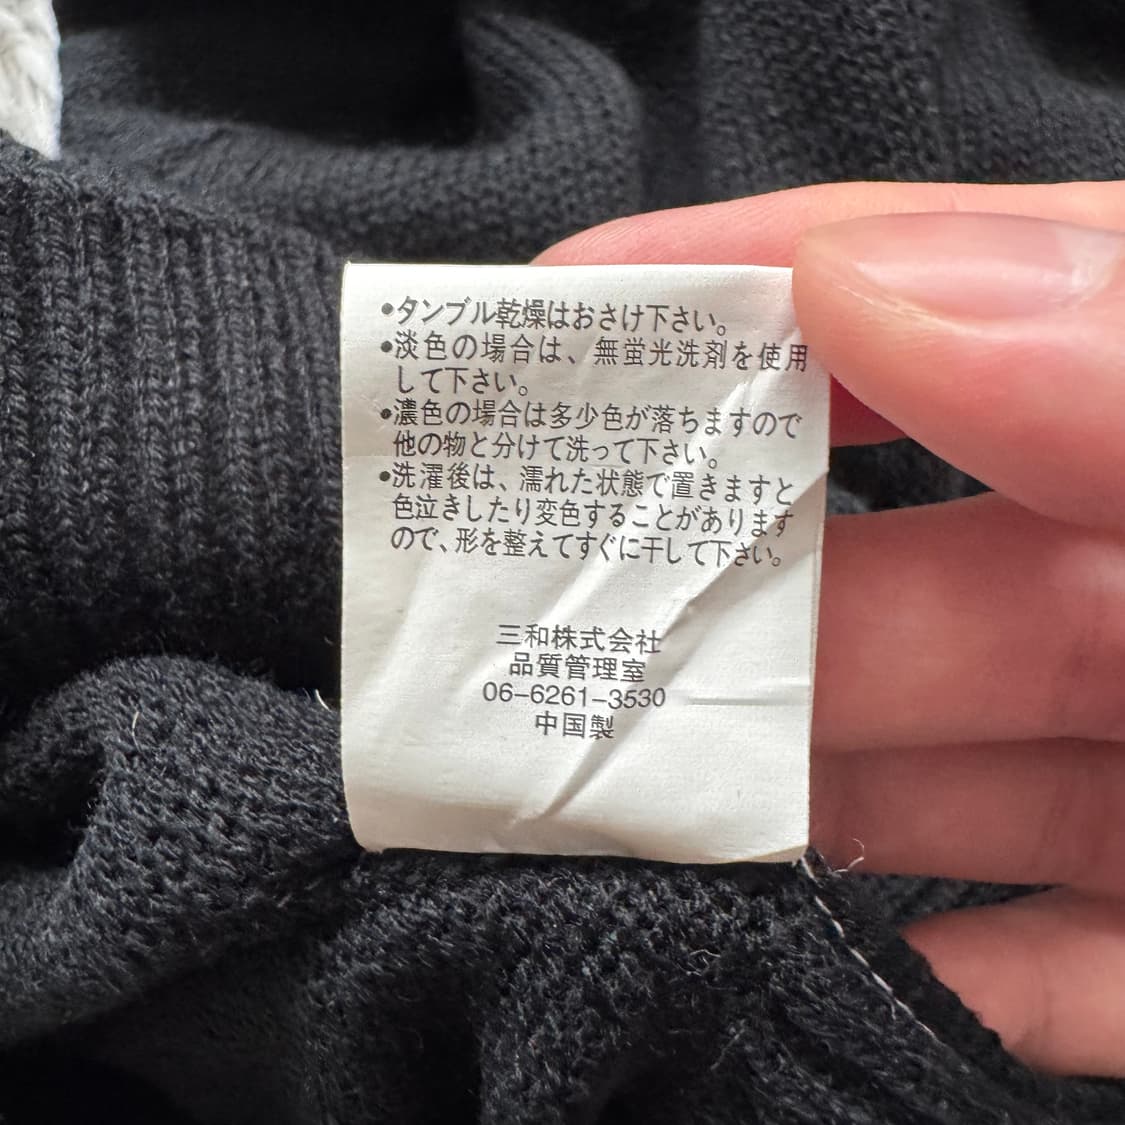 •タンブル乾燥はおさけ下さい。
•淡色の場合は、無蛍光洗剤を使用
して下さい。
•濃色の場合は多少色が落ちますので
他の物と分けて洗って下さい。
•洗濯後は、濡れた状態で置きますと
色泣きしたり変色することがあります
ので、形を整えてすぐに干して下さい。
三和株式会社
品質管理室
06-6261-3530
中国製